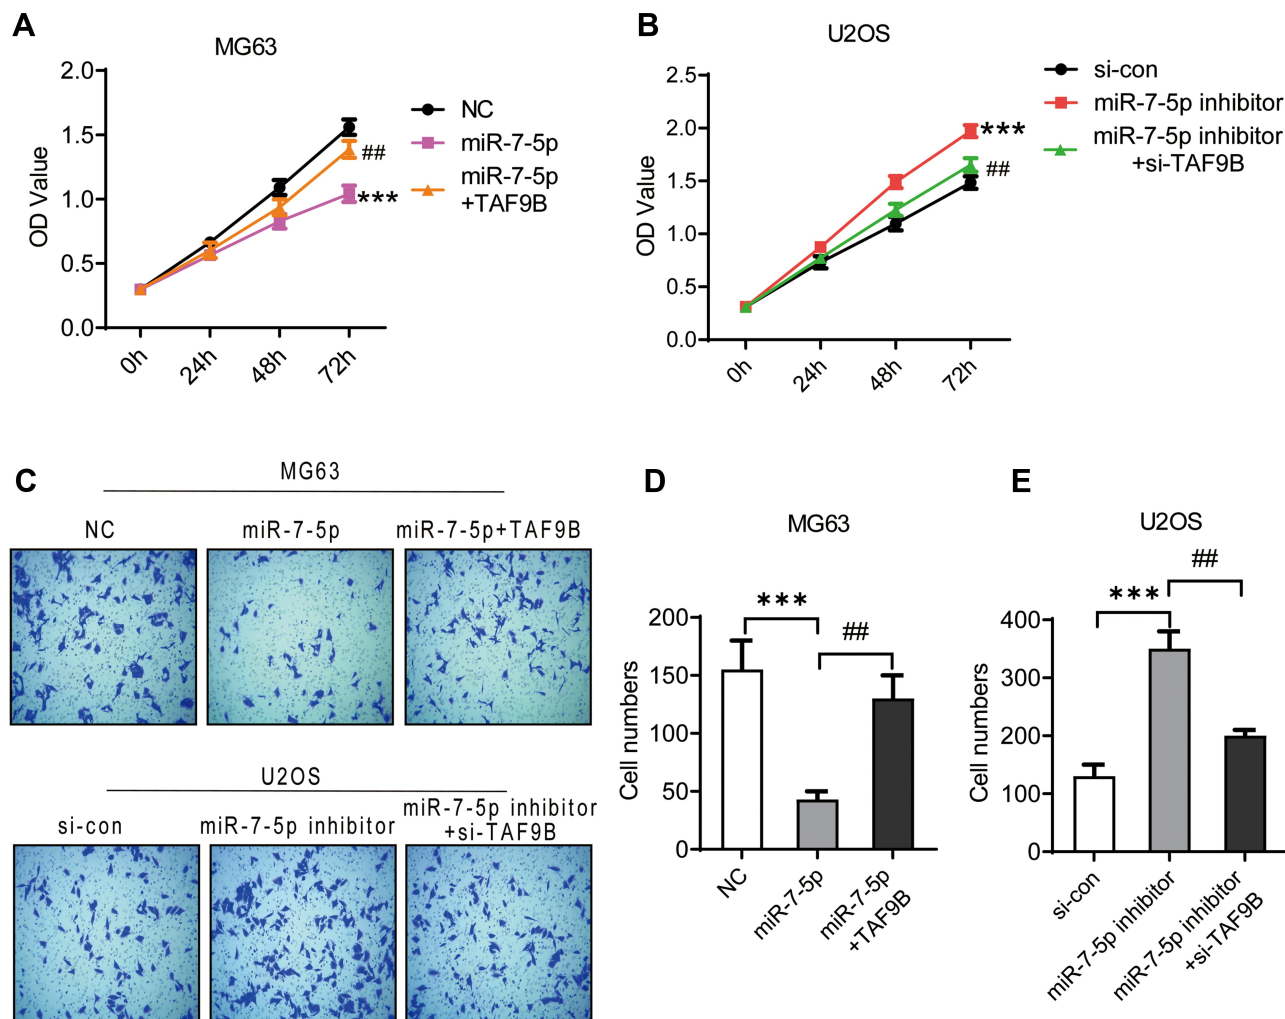 A
MG63
OD Value
2.0
1.5
1.0
0.5
0.0
0h
24h
48h
72h
##
***
NC
miR-7-5p
miR-7-5p
+TAF9B
B
U2OS
OD Value
2.5
2.0
1.5
1.0
0.5
0.0
0h
24h
48h
72h
***
##
si-con
miR-7-5p inhibitor
miR-7-5p inhibitor
+si-TAF9B
C
MG63
NC
miR-7-5p
miR-7-5p+TAF9B
U2OS
si-con
miR-7-5p inhibitor
miR-7-5p inhibitor
+si-TAF9B
D
MG63
Cell numbers
200
150
100
50
0
***
##
NC
miR-7-5p
miR-7-5p
+TAF9B
E
U2OS
Cell numbers
400
300
200
100
0
***
##
si-con
miR-7-5p inhibitor
miR-7-5p inhibitor
+si-TAF9B